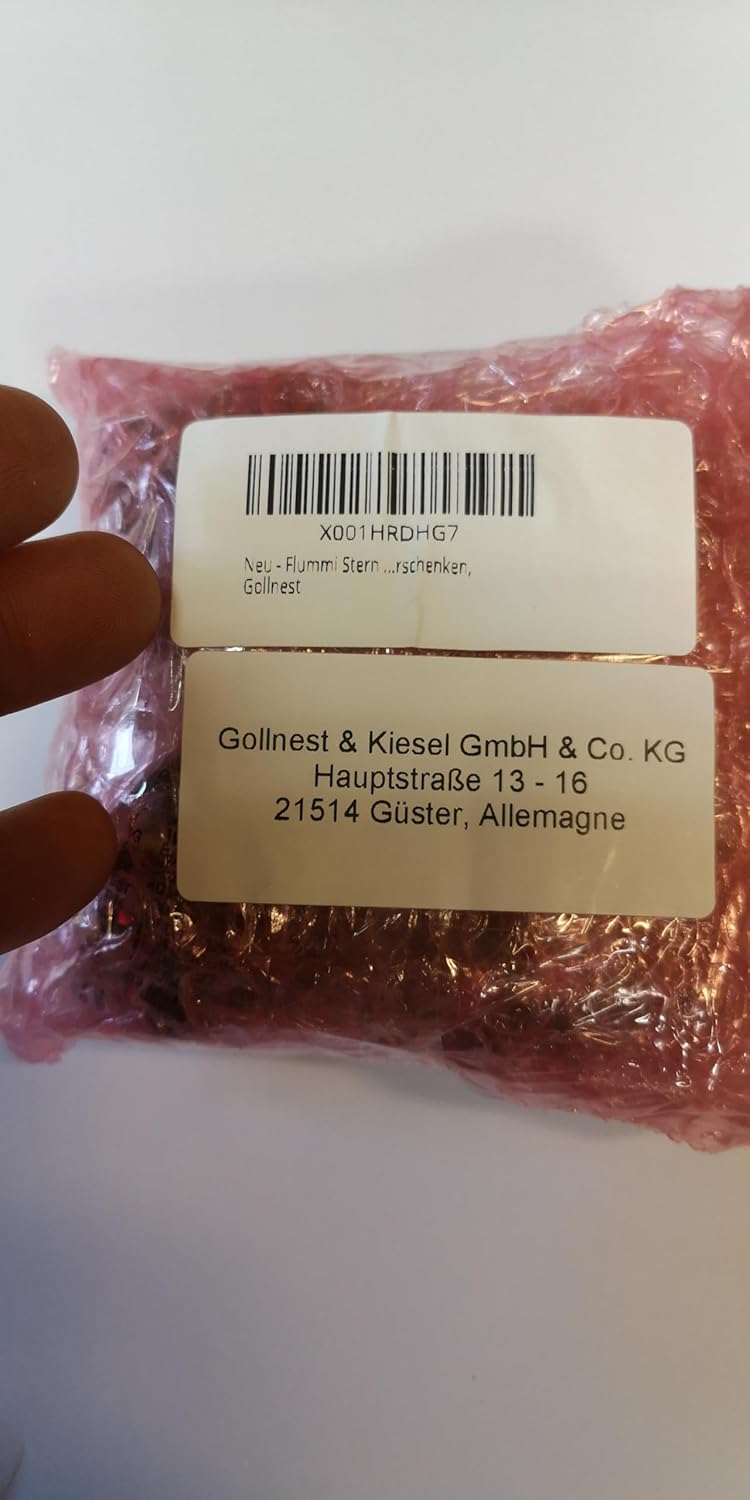 X001HRDHG7
Neu - Flummi Stern ...rschenken,
Gollnest
Gollnest & Kiesel GmbH & Co. KG
Hauptstraße 13 - 16
21514 Güster, Allemagne